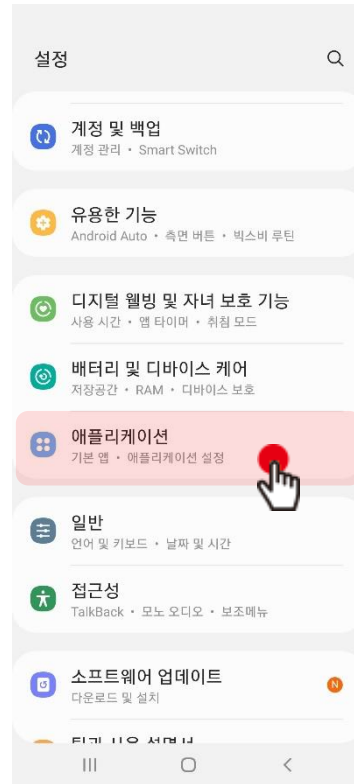 설정
계정 및 백업
계정 관리 • Smart Switch
유용한 기능
Android Auto • 측면 버튼 • 빅스비 루틴
디지털 웰빙 및 자녀 보호 기능
사용 시간 • 앱 타이머 • 취침 모드
배터리 및 디바이스 케어
저장공간 • RAM • 디바이스 보호
애플리케이션
기본 앱 • 애플리케이션 설정
일반
언어 및 키보드 • 날짜 및 시간
접근성
TalkBack • 모노 오디오 • 보조메뉴
소프트웨어 업데이트
N
다운로드 및 설치
팁과 사용 설명서